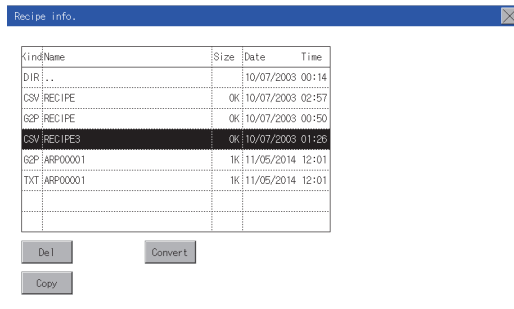 Recipe info.
Kind Name Size Date Time
DIR .. 10/07/2003 00:14
CSV RECIPE 0K 10/07/2003 02:57
G2P RECIPE 0K 10/07/2003 00:50
CSV RECIPE3 0K 10/07/2003 01:26
G2P ARP00001 1K 11/05/2014 12:01
TXT ARP00001 1K 11/05/2014 12:01
Del Convert
Copy